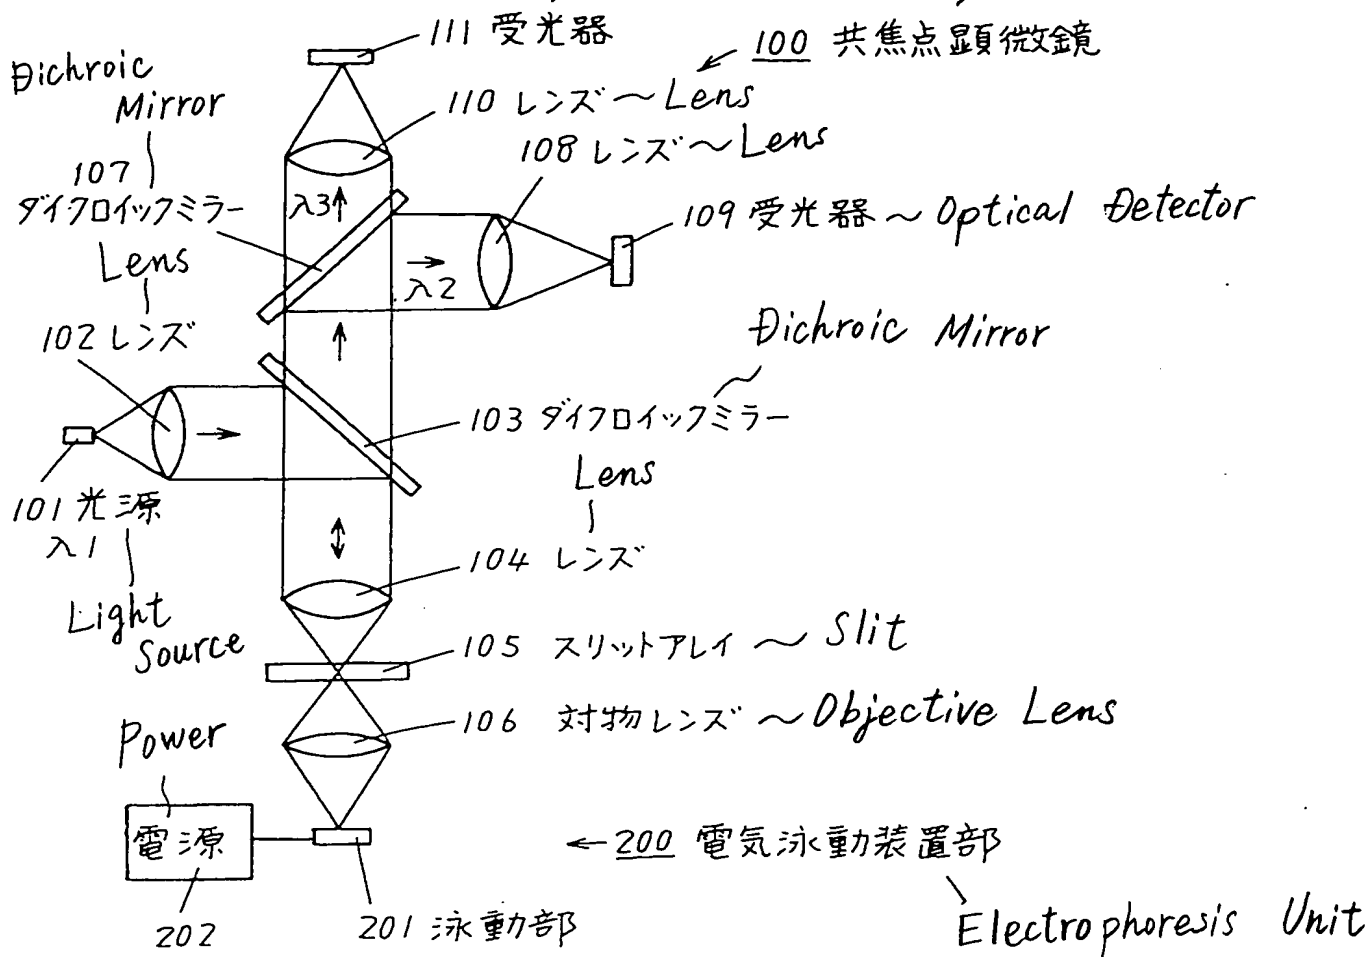 111 受光器
100 共焦点顕微鏡
Dichroic
Mirror
110 レンズ ~ Lens
108 レンズ ~ Lens
107
ダイクロイックミラー
λ3
109 受光器 ~ Optical Detector
Lens
λ2
102 レンズ
Dichroic Mirror
103 ダイクロイックミラー
Lens
101 光源
λ1
104 レンズ
Light
Source
105 スリットアレイ ~ Slit
106 対物レンズ ~ Objective Lens
Power
電源
200 電気泳動装置部
202
201 泳動部
Electrophoresis Unit